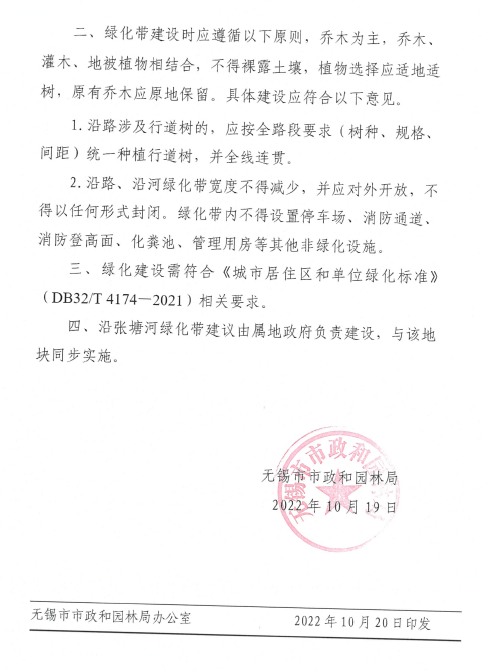 二、绿化带建设时应遵循以下原则，乔木为主，乔木、
灌木、地被植物相结合，不得裸露土壤，植物选择应适地适
树，原有乔木应原地保留。具体建设应符合以下意见。
1.沿路涉及行道树的，应按全路段要求（树种、规格、
间距）统一种植行道树，并全线连贯。
2.沿路、沿河绿化带宽度不得减少，并应对外开放，不
得以任何形式封闭。绿化带内不得设置停车场、消防通道、
消防登高面、化粪池、管理用房等其他非绿化设施。
三、绿化建设需符合《城市居住区和单位绿化标准》
（DB32/T 4174—2021）相关要求。
四、沿张塘河绿化带建议由属地政府负责建设，与该地
块同步实施。
无锡市市政和园林局
2022年10月19日
无锡市市政和园林局办公室 2022年10月20日印发